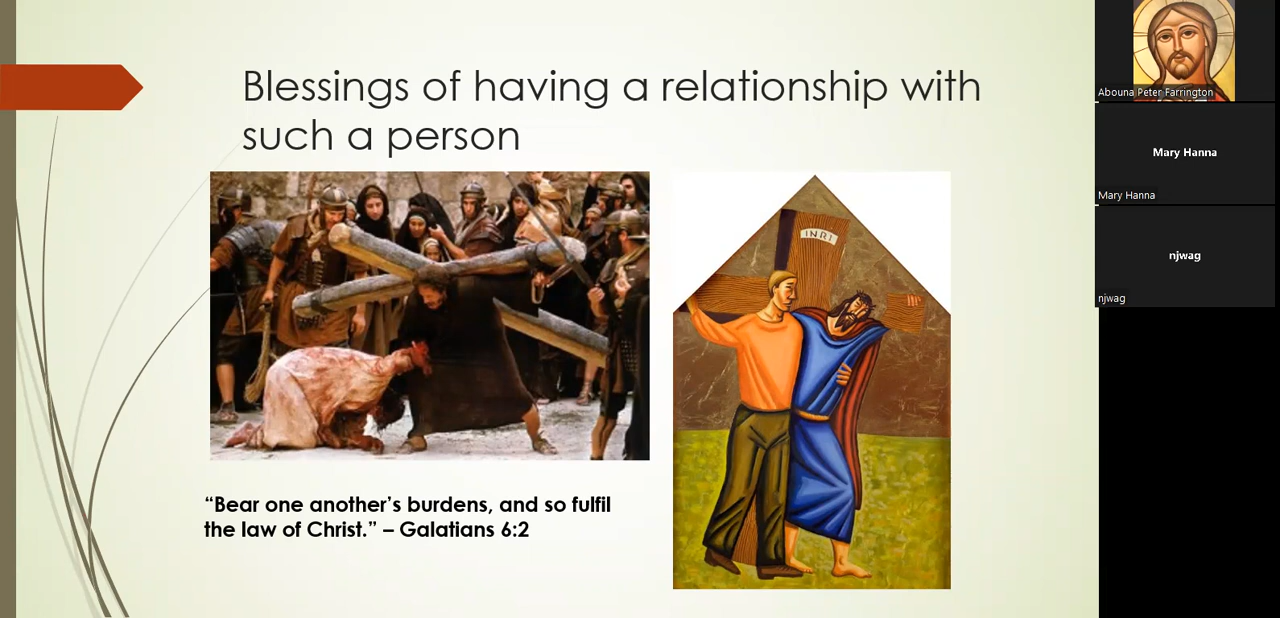 Blessings of having a relationship with
such a person
INRI
“Bear one another’s burdens, and so fulfil
the law of Christ.” – Galatians 6:2
Abouna Peter Farrington
Mary Hanna
Mary Hanna
njwag
njwag